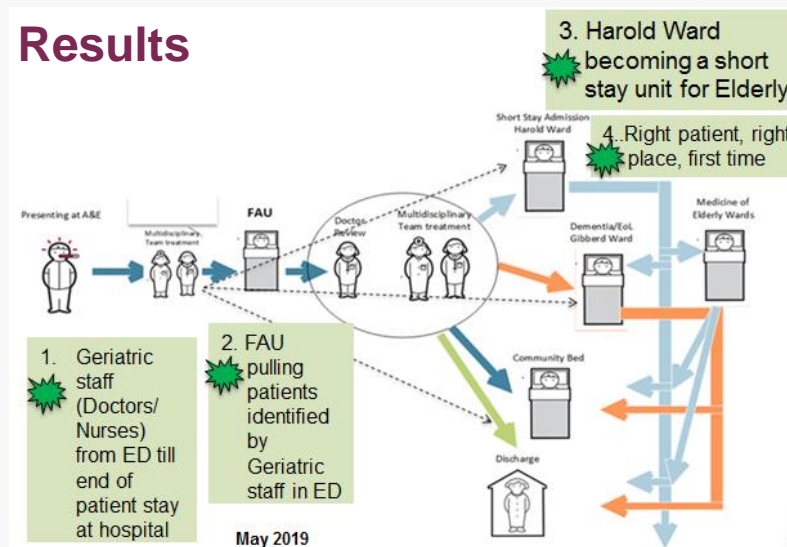 Results
3. Harold Ward
becoming a short
stay unit for Elderly
Short Stay Admission
Harold Ward
4. Right patient, right
place, first time
Presenting at A&E
Multidisciplinary
Team treatment
FAU
Doctor
Review
Multidisciplinary
Team treatment
Dementia/EoL
Gibberd Ward
Medicine of
Elderly Wards
1. Geriatric
staff
(Doctors/
Nurses)
from ED till
end of
patient stay
at hospital
2. FAU
pulling
patients
identified
by
Geriatric
staff in ED
Community Bed
Discharge
May 2019